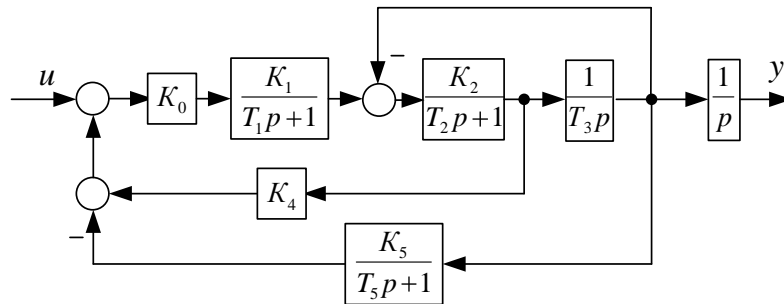 −
u
y
K₀
K₁
T₁p+1
K₂
T₂p+1
1
T₃p
1
p
K₄
−
K₅
T₅p+1